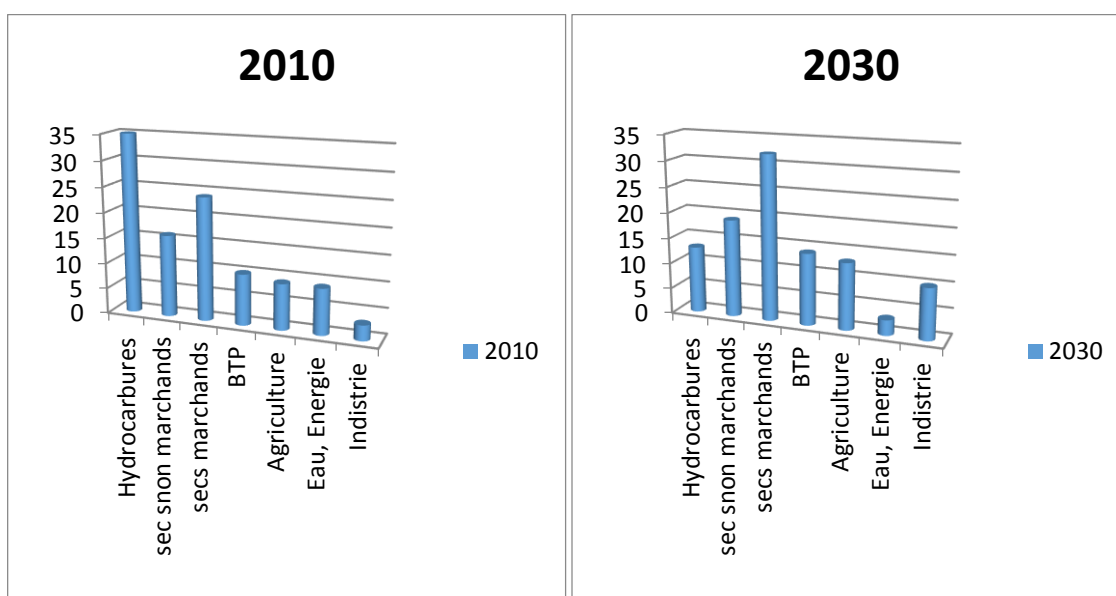 2010
35
30
25
20
15
10
5
0
Hydrocarbures
sec snon marchands
secs marchands
BTP
Agriculture
Eau, Energie
Indistrie
2010
2030
35
30
25
20
15
10
5
0
Hydrocarbures
sec snon marchands
secs marchands
BTP
Agriculture
Eau, Energie
Indistrie
2030